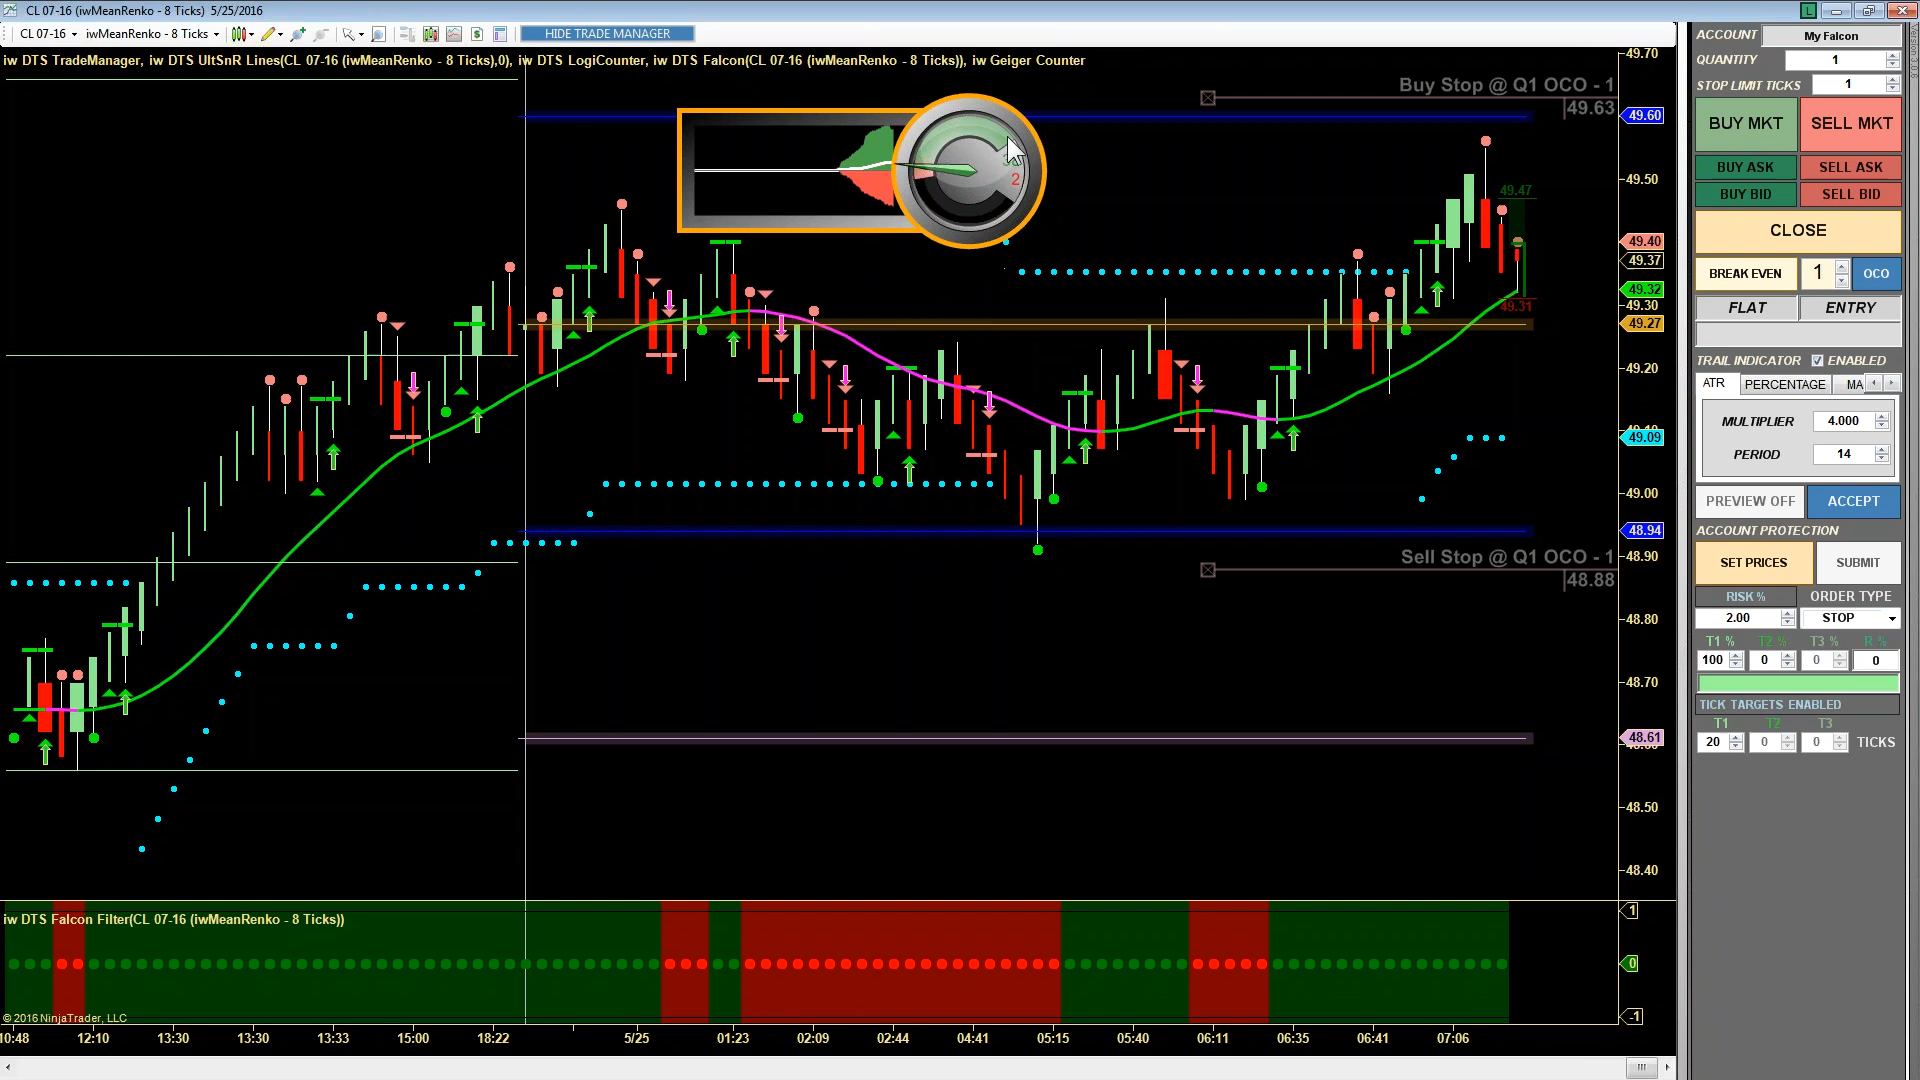 CL 07-16 (iwMeanRenko - 8 Ticks)  5/25/2016
L
CL 07-16
iwMeanRenko - 8 Ticks
HIDE TRADE MANAGER
iw DTS TradeManager, iw DTS UltSnR Lines(CL 07-16 (iwMeanRenko - 8 Ticks),0), iw DTS LogiCounter, iw DTS Falcon(CL 07-16 (iwMeanRenko - 8 Ticks)), iw Geiger Counter
Buy Stop @ Q1 OCO - 1
49.63
2
49.47
49.31
Sell Stop @ Q1 OCO - 1
48.88
49.70
49.60
49.50
49.40
49.37
49.32
49.30
49.27
49.20
49.09
49.00
48.94
48.90
48.80
48.70
48.61
48.50
48.40
iw DTS Falcon Filter(CL 07-16 (iwMeanRenko - 8 Ticks))
1
0
-1
© 2016 NinjaTrader, LLC
10:48 12:10 13:30 13:30 13:33 15:00 18:22 5/25 01:23 02:09 02:44 04:41 05:15 05:40 06:11 06:35 06:41 07:06
ACCOUNT My Falcon
QUANTITY 1
STOP LIMIT TICKS 1
BUY MKT SELL MKT
BUY ASK SELL ASK
BUY BID SELL BID
CLOSE
BREAK EVEN 1 OCO
FLAT ENTRY
TRAIL INDICATOR ENABLED
ATR PERCENTAGE MA
MULTIPLIER 4.000
PERIOD 14
PREVIEW OFF ACCEPT
ACCOUNT PROTECTION
SET PRICES SUBMIT
RISK % ORDER TYPE
2.00 STOP
T1 % T2 % T3 % R %
100 0 0 0
TICK TARGETS ENABLED
T1 T2 T3
20 0 0 TICKS